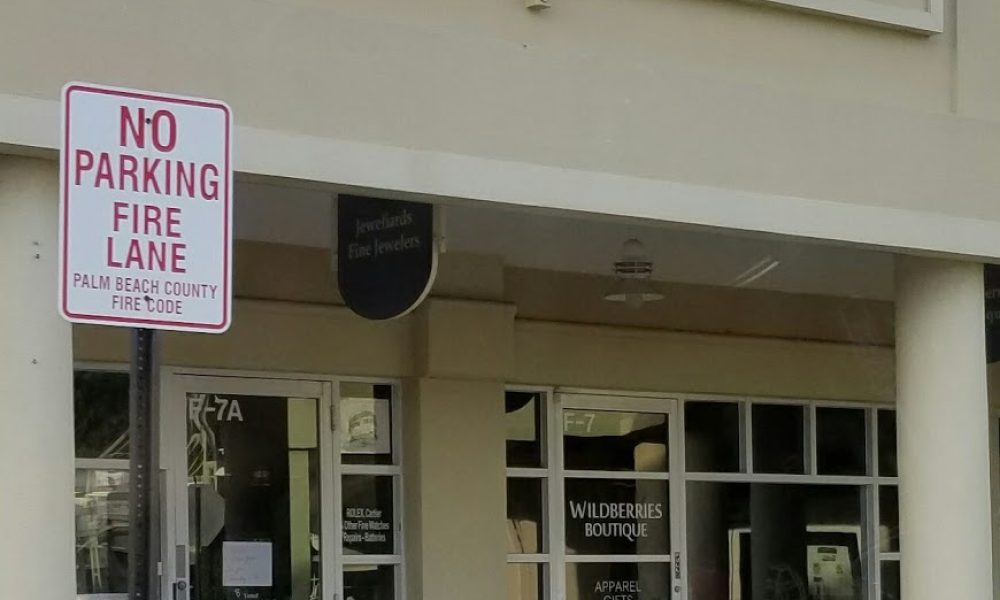 NO
PARKING
FIRE
LANE
PALM BEACH COUNTY
FIRE CODE
Fine Jewelers
F-7A
ROLEX Cartier
Other Fine Watches
Repairs - Batteries
F-7
WILDBERRIES
BOUTIQUE
APPAREL
GIFTS